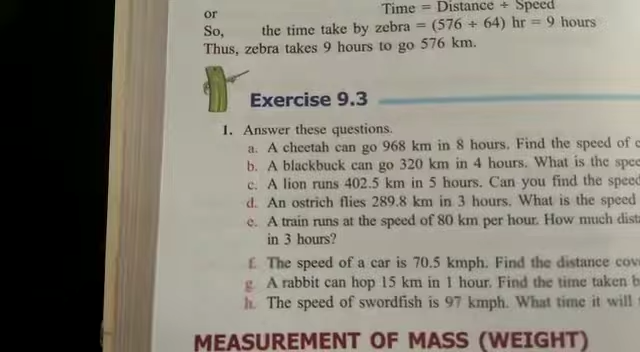 Time = Distance ÷ Speed
or
So, the time take by zebra = (576 ÷ 64) hr = 9 hours
Thus, zebra takes 9 hours to go 576 km.
Exercise 9.3
1. Answer these questions.
a. A cheetah can go 968 km in 8 hours. Find the speed of
b. A blackbuck can go 320 km in 4 hours. What is the
c. A lion runs 402.5 km in 5 hours. Can you find the speed
d. An ostrich flies 289.8 km in 3 hours. What is the speed
e. A train runs at the speed of 80 km per hour. How much
in 3 hours?
f. The speed of a car is 70.5 kmph. Find the distance
g. A rabbit can hop 15 km in 1 hour. Find the time taken
h. The speed of swordfish is 97 kmph. What time it will
MEASUREMENT OF MASS (WEIGHT)